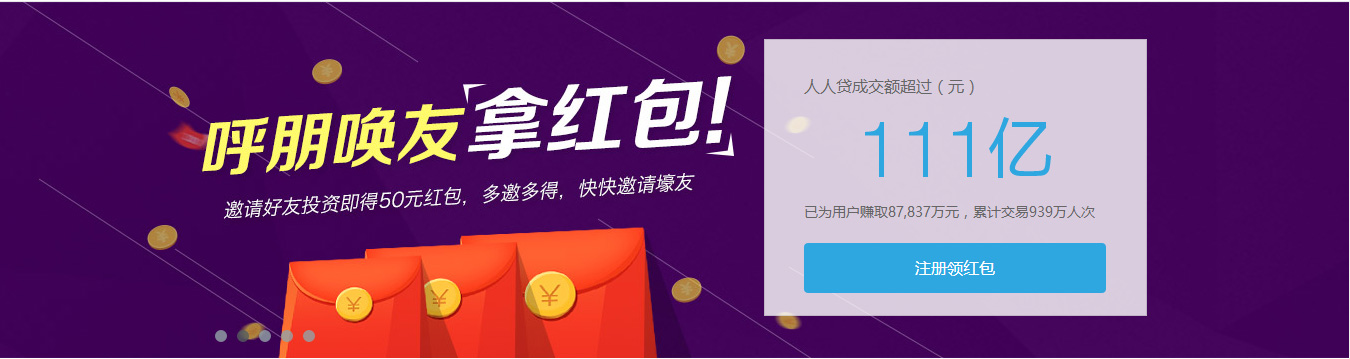 呼朋唤友拿红包!
邀请好友投资即得50元红包，多邀多得，快快邀请壕友
人人贷成交额超过（元）
111亿
已为用户赚取87,837万元，累计交易939万人次
注册领红包